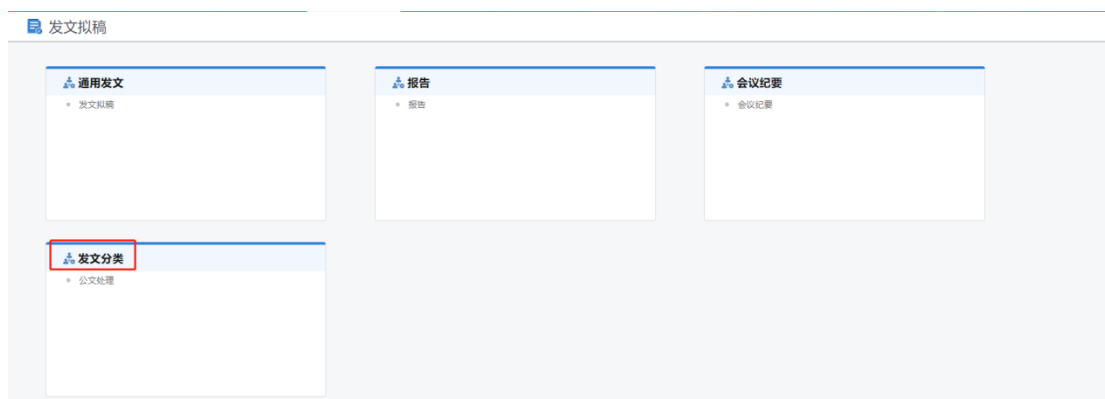 发文拟稿
通用发文
发文拟稿
报告
报告
会议纪要
会议纪要
发文分类
公文处理